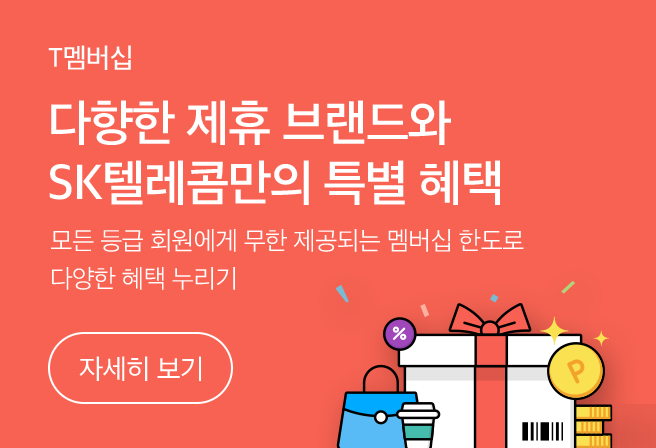 T멤버십
다향한 제휴 브랜드와
SK텔레콤만의 특별 혜택
모든 등급 회원에게 무한 제공되는 멤버십 한도로
다양한 혜택 누리기
자세히 보기
%
P